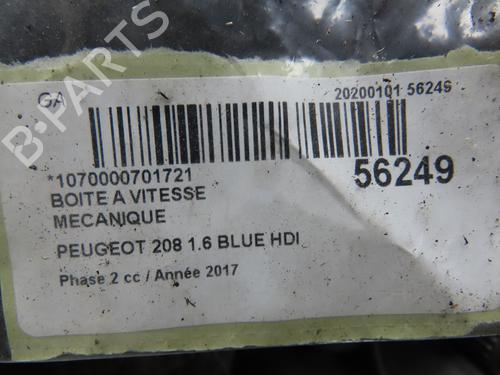 GA
20200101 56249
*1070000701721
56249
BOITE A VITESSE
MECANIQUE
PEUGEOT 208 1.6 BLUE HDI
Phase 2 cc / Année 2017
B-PARTS